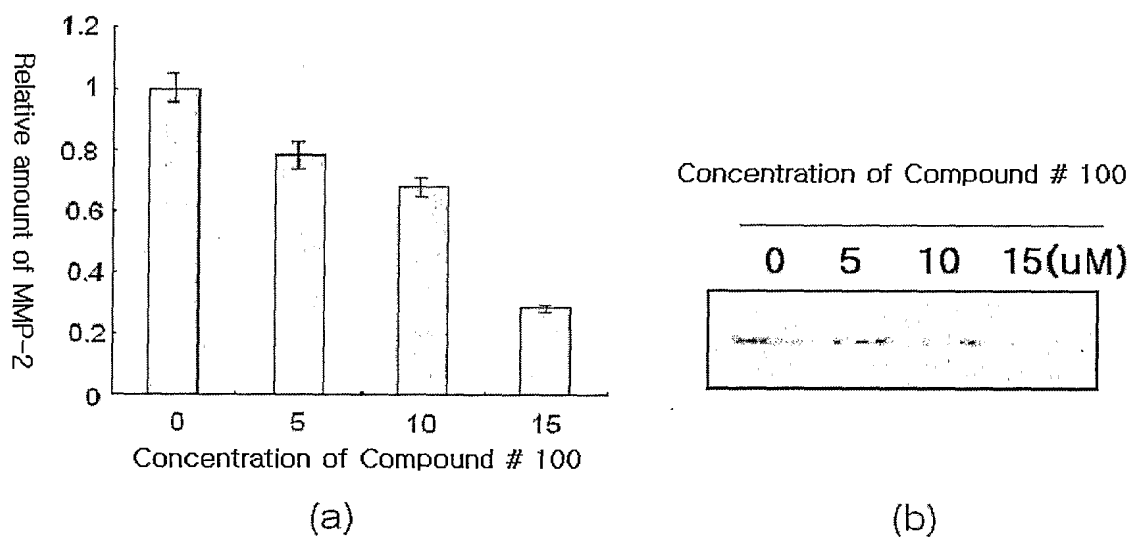 Relative amount of MMP-2
1.2
1
0.8
0.6
0.4
0.2
0
0 5 10 15
Concentration of Compound # 100
(a)
Concentration of Compound # 100
0 5 10 15(uM)
(b)